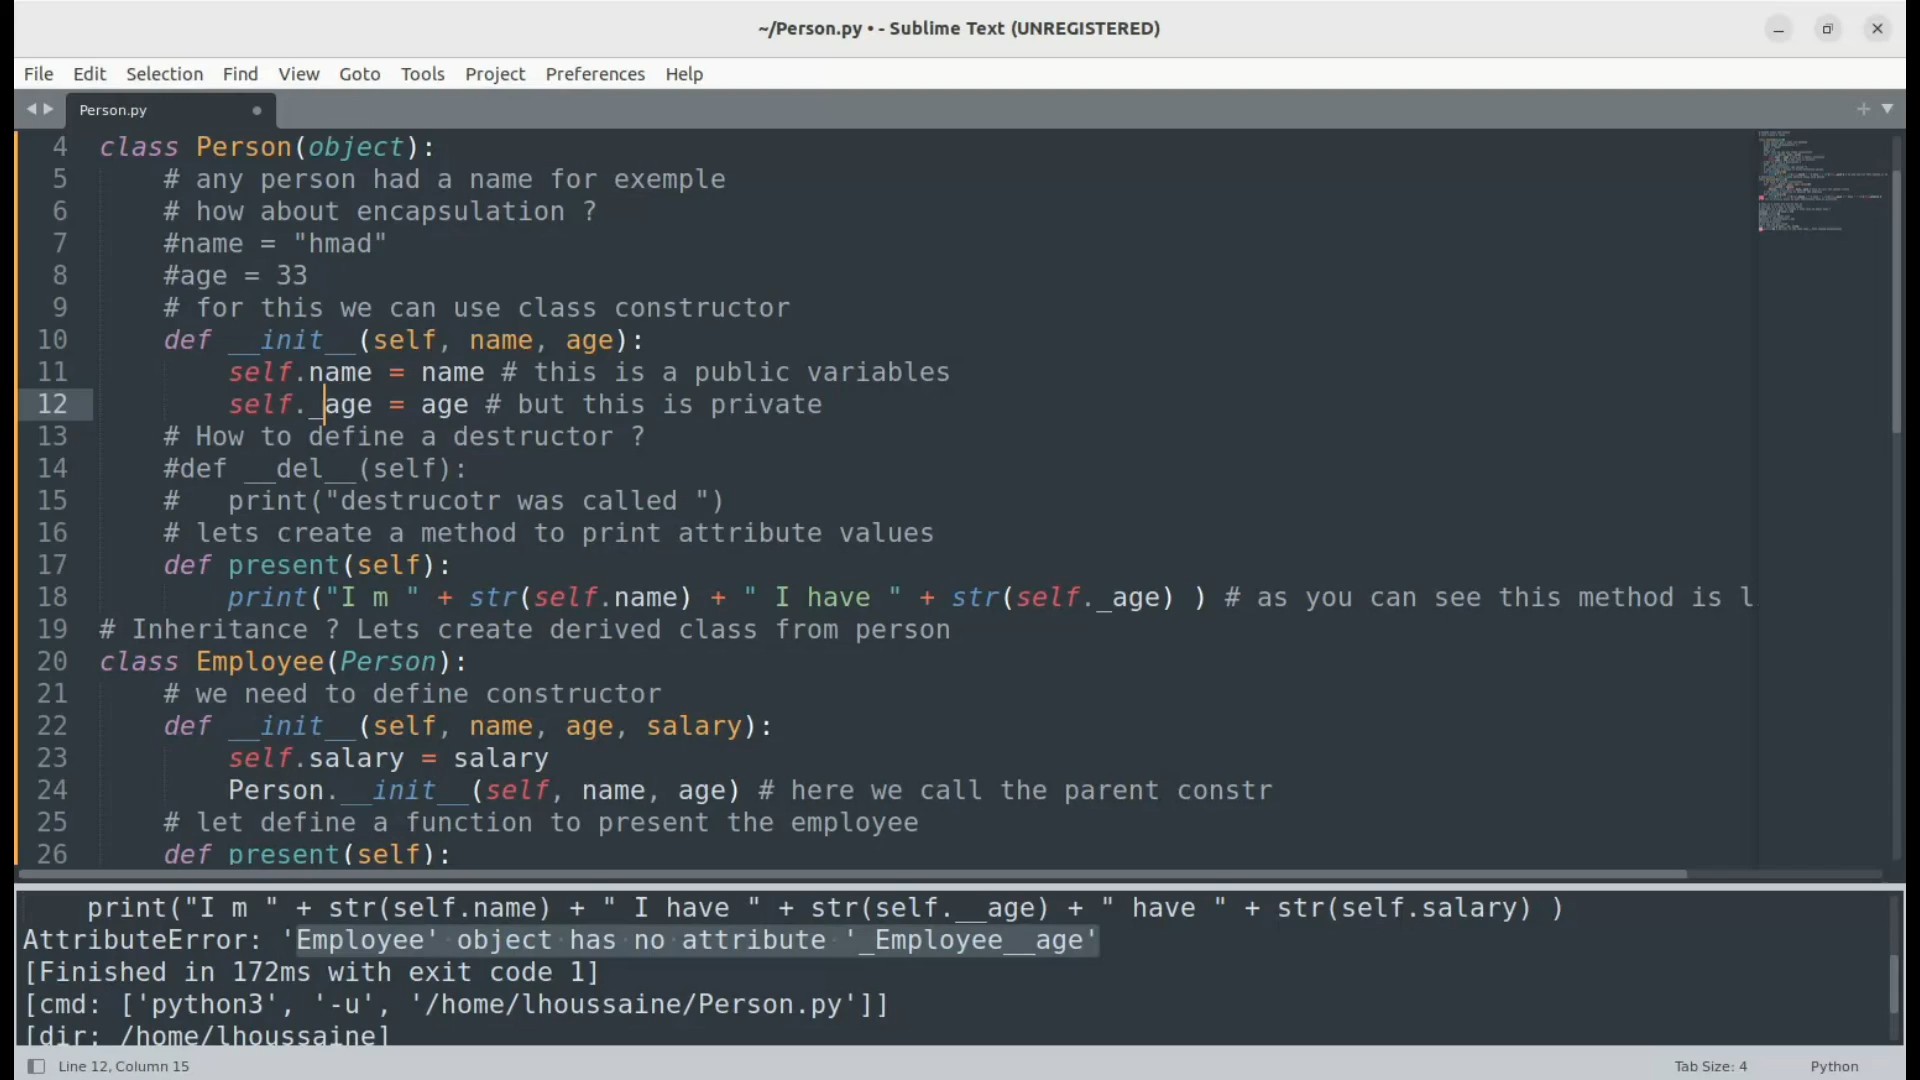 ~/Person.py • - Sublime Text (UNREGISTERED)
File Edit Selection Find View Goto Tools Project Preferences Help
Person.py
4 class Person(object):
5     # any person had a name for exemple
6     # how about encapsulation ?
7     #name = "hmad"
8     #age = 33
9     # for this we can use class constructor
10     def __init__(self, name, age):
11         self.name = name # this is a public variables
12         self._age = age # but this is private
13     # How to define a destructor ?
14     #def __del__(self):
15     #   print("destrucotr was called ")
16     # lets create a method to print attribute values
17     def present(self):
18         print("I m " + str(self.name) + " I have " + str(self._age) ) # as you can see this method is l
19 # Inheritance ? Lets create derived class from person
20 class Employee(Person):
21     # we need to define constructor
22     def __init__(self, name, age, salary):
23         self.salary = salary
24         Person.__init__(self, name, age) # here we call the parent constr
25     # let define a function to present the employee
26     def present(self):
    print("I m " + str(self.name) + " I have " + str(self.__age) + " have " + str(self.salary) )
AttributeError: 'Employee' object has no attribute '_Employee__age'
[Finished in 172ms with exit code 1]
[cmd: ['python3', '-u', '/home/lhoussaine/Person.py']]
[dir: /home/lhoussaine]
Line 12, Column 15 Tab Size: 4 Python